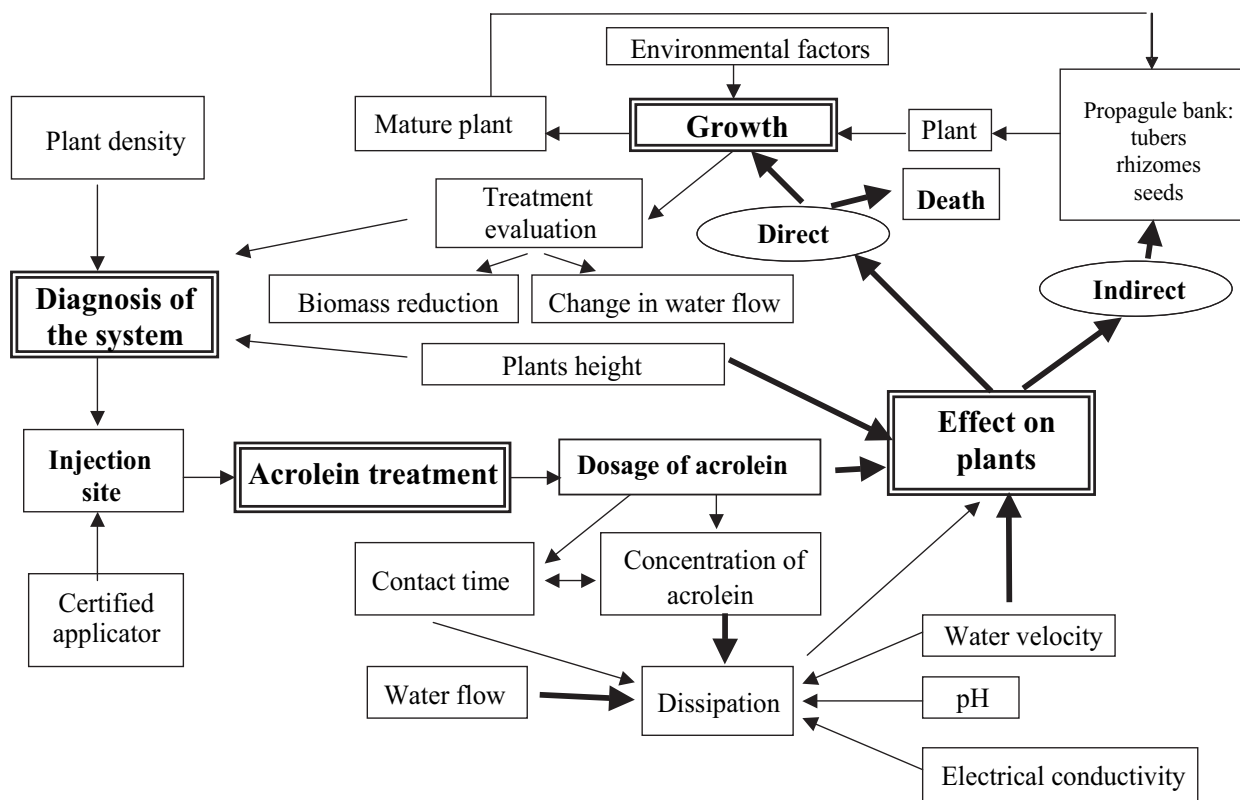 Environmental factors
Plant density
Mature plant
Growth
Plant
Propagule bank:
tubers
rhizomes
seeds
Treatment
evaluation
Death
Direct
Biomass reduction
Change in water flow
Indirect
Diagnosis of
the system
Plants height
Effect on
plants
Injection
site
Acrolein treatment
Dosage of acrolein
Contact time
Concentration of
acrolein
Certified
applicator
Water velocity
Water flow
Dissipation
pH
Electrical conductivity